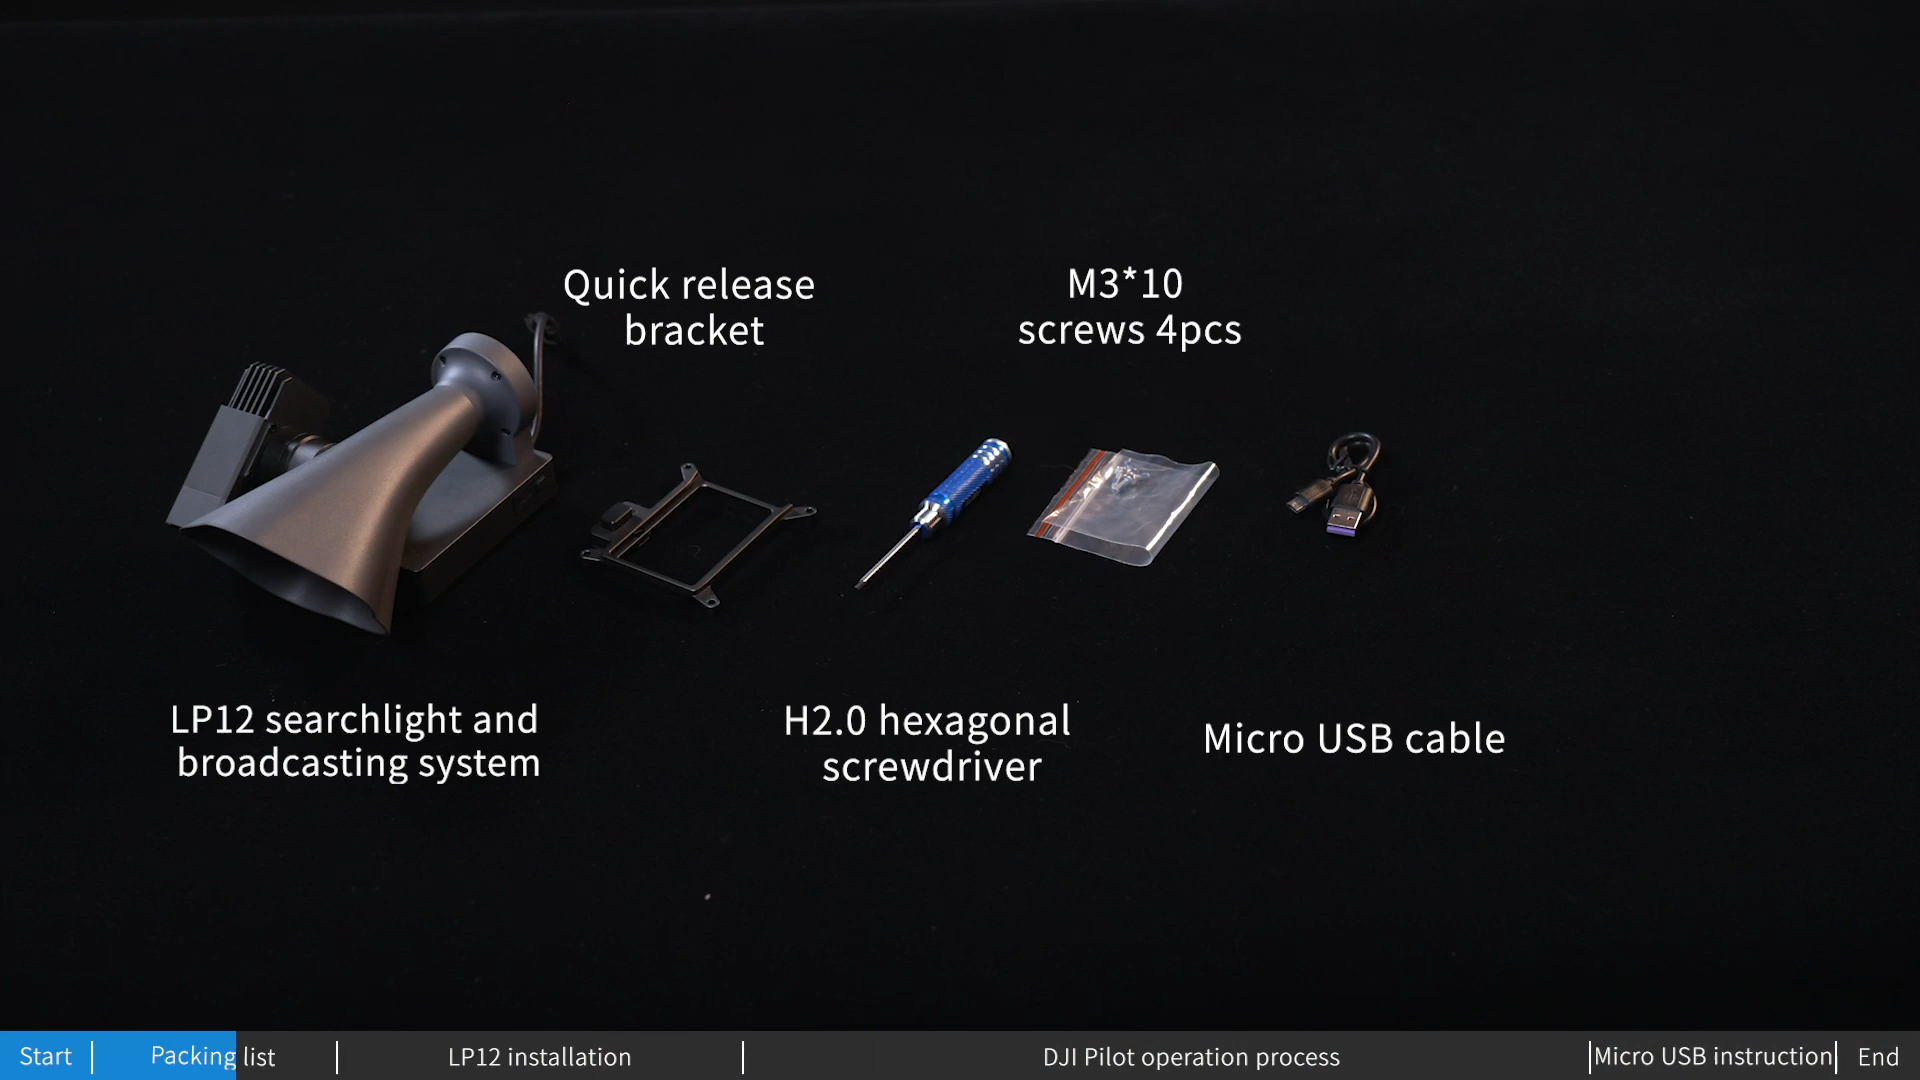 Quick release
bracket
M3*10
screws 4pcs
LP12 searchlight and
broadcasting system
H2.0 hexagonal
screwdriver
Micro USB cable
Start
Packing list
LP12 installation
DJI Pilot operation process
Micro USB instruction
End